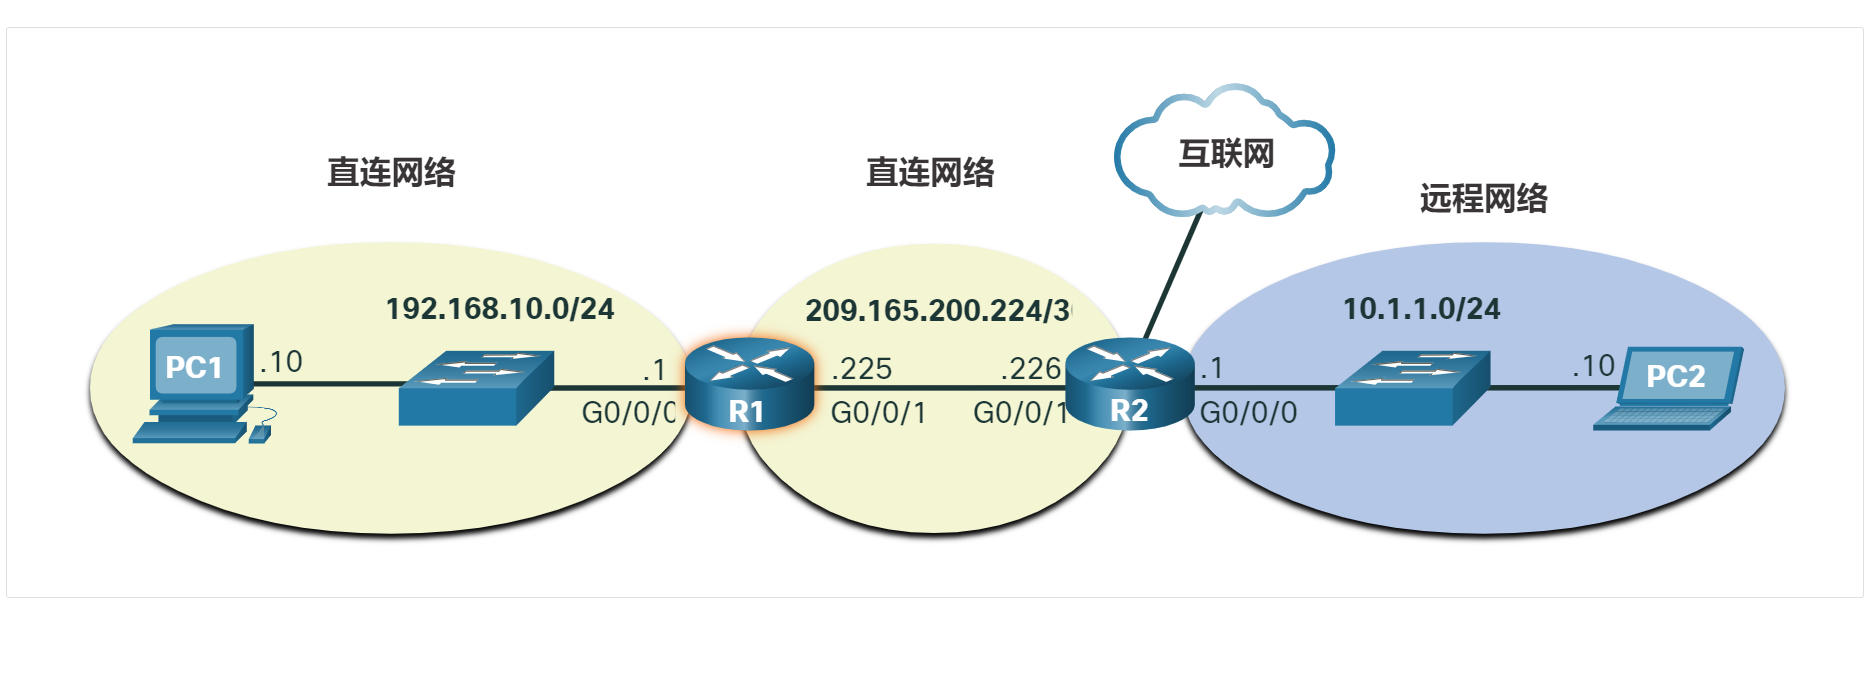 互联网
直连网络
直连网络
远程网络
192.168.10.0/24
209.165.200.224/30
10.1.1.0/24
PC1
.10
.1
.225
.226
.1
.10
PC2
G0/0/0
R1
G0/0/1
G0/0/1
R2
G0/0/0